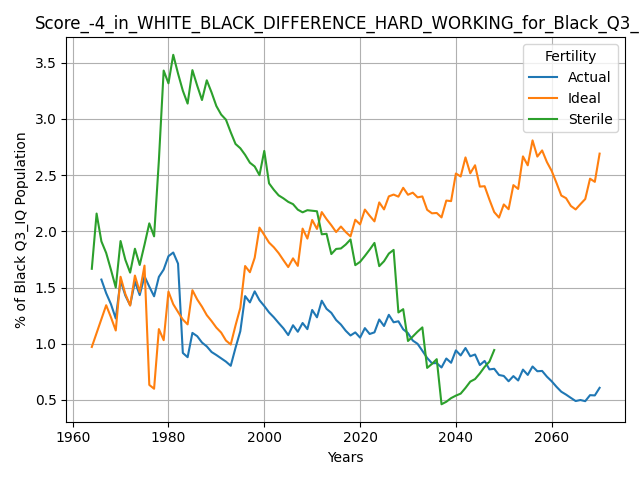 Score_-4_in_WHITE_BLACK_DIFFERENCE_HARD_WORKING_for_Black_Q3_
Fertility
Actual
Ideal
Sterile
% of Black Q3_IQ Population
3.5
3.0
2.5
2.0
1.5
1.0
0.5
1960
1980
2000
2020
2040
2060
Years